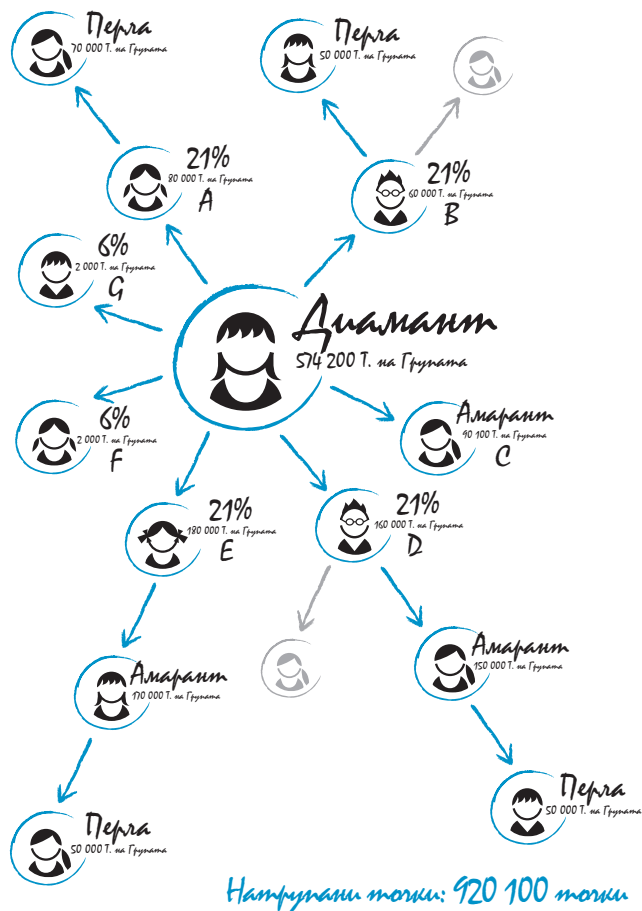 Перла
70 000 Т. на Групата
Перла
50 000 Т. на Групата
21%
80 000 Т. на Групата
A
21%
60 000 Т. на Групата
B
6%
2 000 Т. на Групата
G
Диамант
574 200 Т. на Групата
6%
2 000 Т. на Групата
F
Амарант
90 100 Т. на Групата
C
21%
180 000 Т. на Групата
E
21%
160 000 Т. на Групата
D
Амарант
170 000 Т. на Групата
Амарант
150 000 Т. на Групата
Перла
50 000 Т. на Групата
Перла
50 000 Т. на Групата
Натрупани точки: 920 100 точки